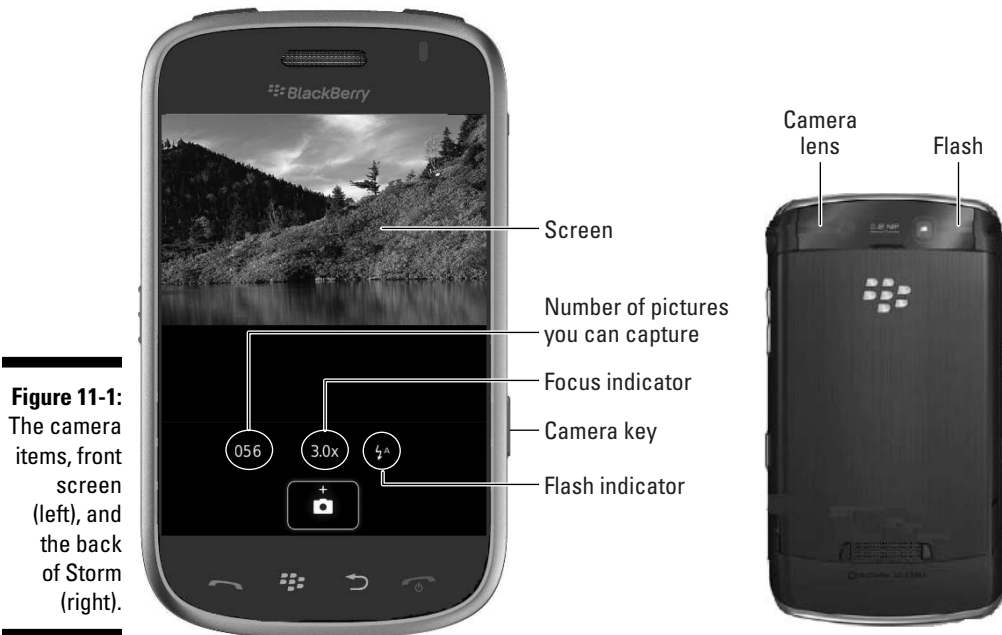 BlackBerry
Camera
lens
Flash
Screen
Number of pictures
you can capture
Focus indicator
Camera key
Flash indicator
056
3.0x
A
Figure 11-1:
The camera
items, front
screen
(left), and
the back
of Storm
(right).